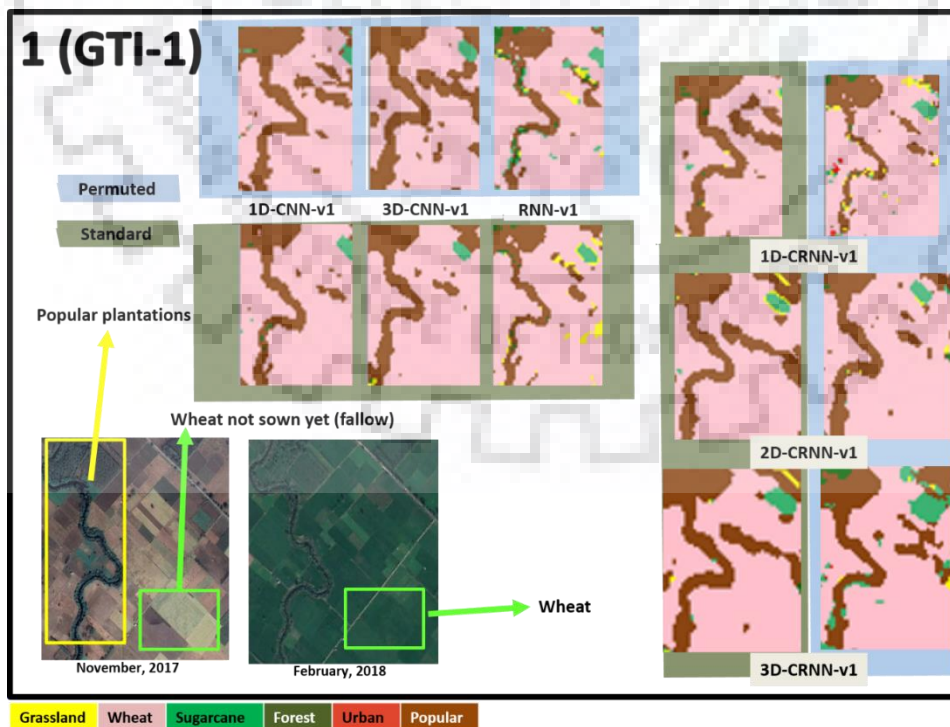 1 (GTI-1)
Permuted
1D-CNN-v1 3D-CNN-v1 RNN-v1
Standard
1D-CRNN-v1
Popular plantations
Wheat not sown yet (fallow)
2D-CRNN-v1
Wheat
November, 2017
February, 2018
3D-CRNN-v1
Grassland Wheat Sugarcane Forest Urban Popular